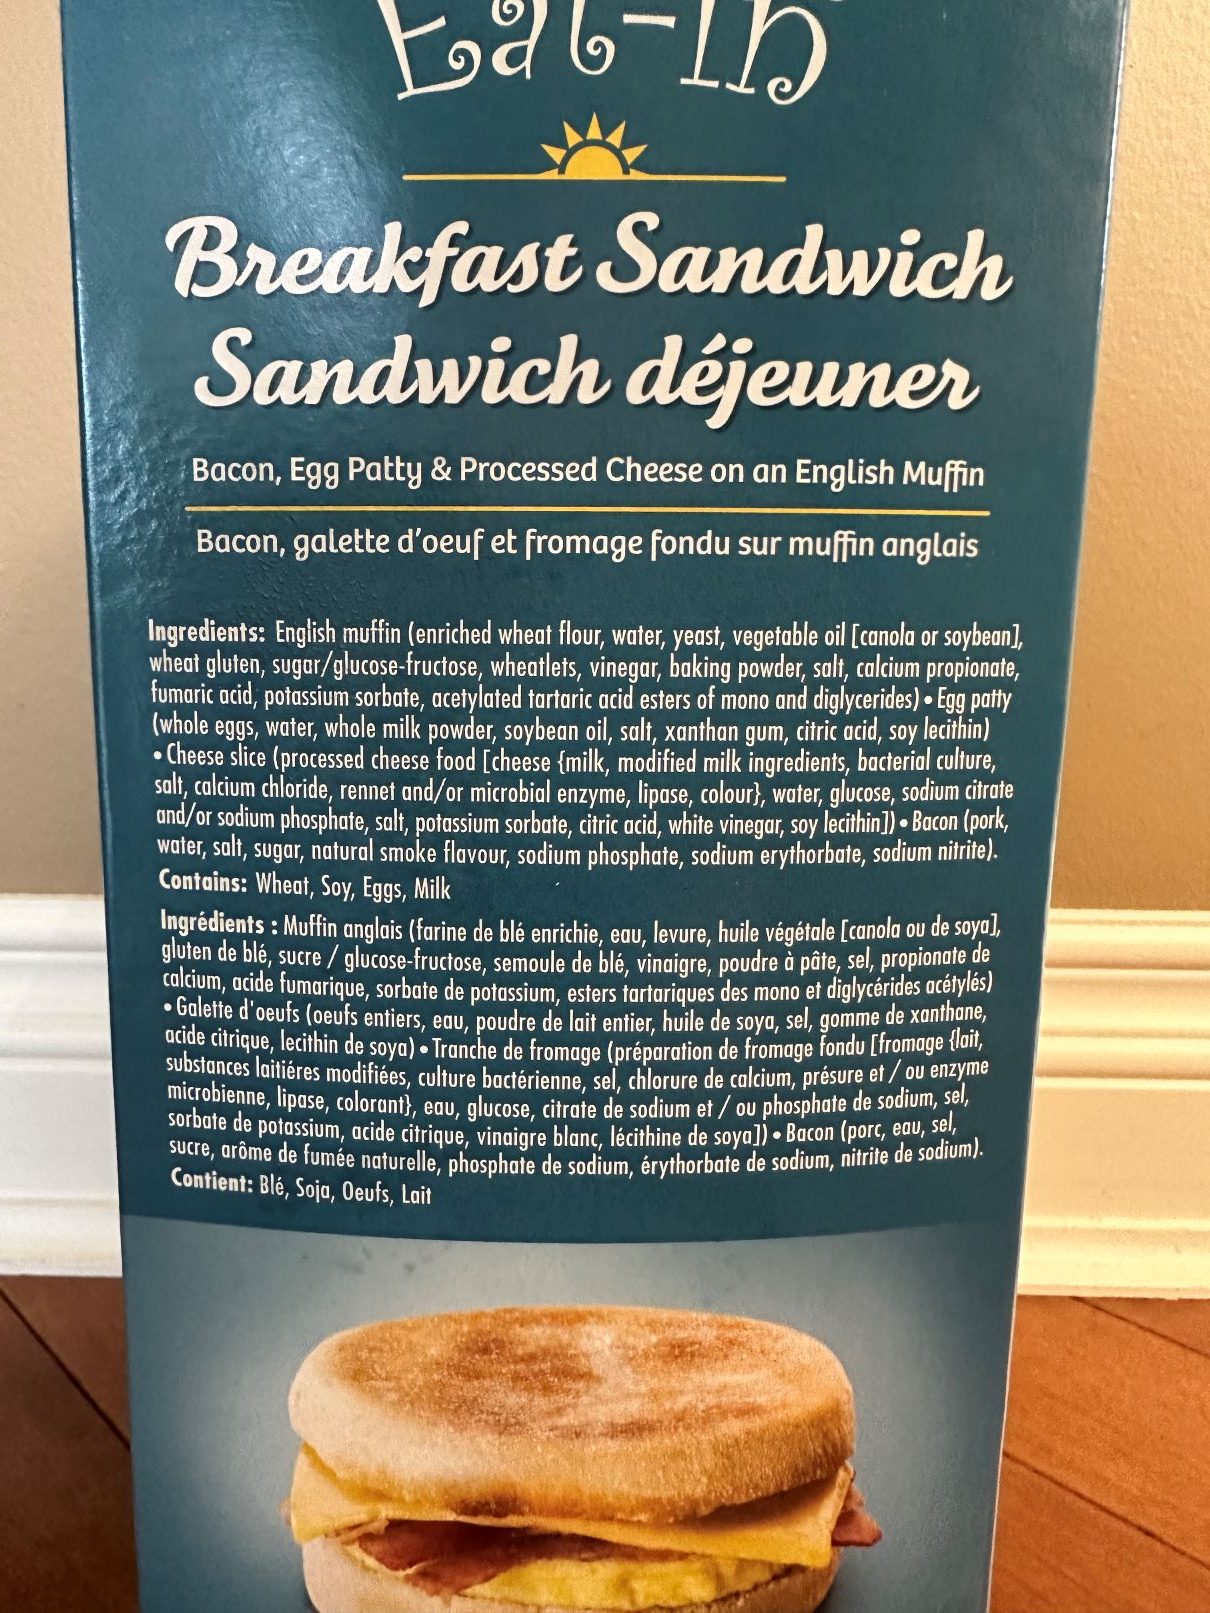 Eat-In
Breakfast Sandwich
Sandwich déjeuner
Bacon, Egg Patty & Processed Cheese on an English Muffin
Bacon, galette d'oeuf et fromage fondu sur muffin anglais
Ingredients: English muffin (enriched wheat flour, water, yeast, vegetable oil [canola or soybean],
wheat gluten, sugar/glucose-fructose, wheatlets, vinegar, baking powder, salt, calcium propionate,
fumaric acid, potassium sorbate, acetylated tartaric acid esters of mono and diglycerides) • Egg patty
(whole eggs, water, whole milk powder, soybean oil, salt, xanthan gum, citric acid, soy lecithin)
• Cheese slice (processed cheese food [cheese {milk, modified milk ingredients, bacterial culture,
salt, calcium chloride, rennet and/or microbial enzyme, lipase, colour}, water, glucose, sodium citrate
and/or sodium phosphate, salt, potassium sorbate, citric acid, white vinegar, soy lecithin]) • Bacon (pork,
water, salt, sugar, natural smoke flavour, sodium phosphate, sodium erythorbate, sodium nitrite).
Contains: Wheat, Soy, Eggs, Milk
Ingrédients : Muffin anglais (farine de blé enrichie, eau, levure, huile végétale [canola ou de soya],
gluten de blé, sucre / glucose-fructose, semoule de blé, vinaigre, poudre à pâte, sel, propionate de
calcium, acide fumarique, sorbate de potassium, esters tartariques des mono et diglycérides acétylés)
• Galette d'oeufs (oeufs entiers, eau, poudre de lait entier, huile de soya, sel, gomme de xanthane,
acide citrique, lecithin de soya) • Tranche de fromage (préparation de fromage fondu [fromage {lait,
substances laitiéres modifiées, culture bactérienne, sel, chlorure de calcium, présure et / ou enzyme
microbienne, lipase, colorant}, eau, glucose, citrate de sodium et / ou phosphate de sodium, sel,
sorbate de potassium, acide citrique, vinaigre blanc, lécithine de soya]) • Bacon (porc, eau, sel,
sucre, arôme de fumée naturelle, phosphate de sodium, érythorbate de sodium, nitrite de sodium).
Contient: Blé, Soja, Oeufs, Lait